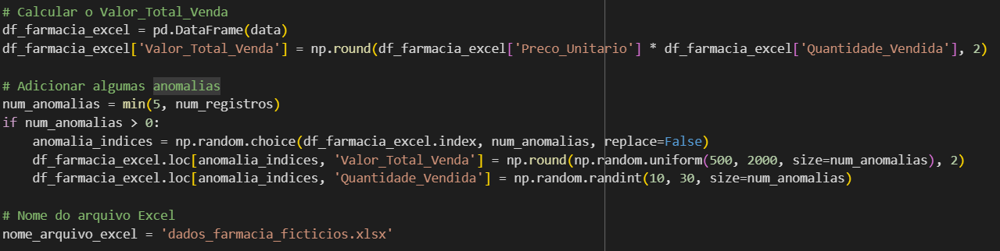 # Calcular o Valor_Total_Venda
df_farmacia_excel = pd.DataFrame(data)
df_farmacia_excel['Valor_Total_Venda'] = np.round(df_farmacia_excel['Preco_Unitario'] * df_farmacia_excel['Quantidade_Vendida'], 2)

# Adicionar algumas anomalias
num_anomalias = min(5, num_registros)
if num_anomalias > 0:
    anomalia_indices = np.random.choice(df_farmacia_excel.index, num_anomalias, replace=False)
    df_farmacia_excel.loc[anomalia_indices, 'Valor_Total_Venda'] = np.round(np.random.uniform(500, 2000, size=num_anomalias), 2)
    df_farmacia_excel.loc[anomalia_indices, 'Quantidade_Vendida'] = np.random.randint(10, 30, size=num_anomalias)

# Nome do arquivo Excel
nome_arquivo_excel = 'dados_farmacia_ficticios.xlsx'